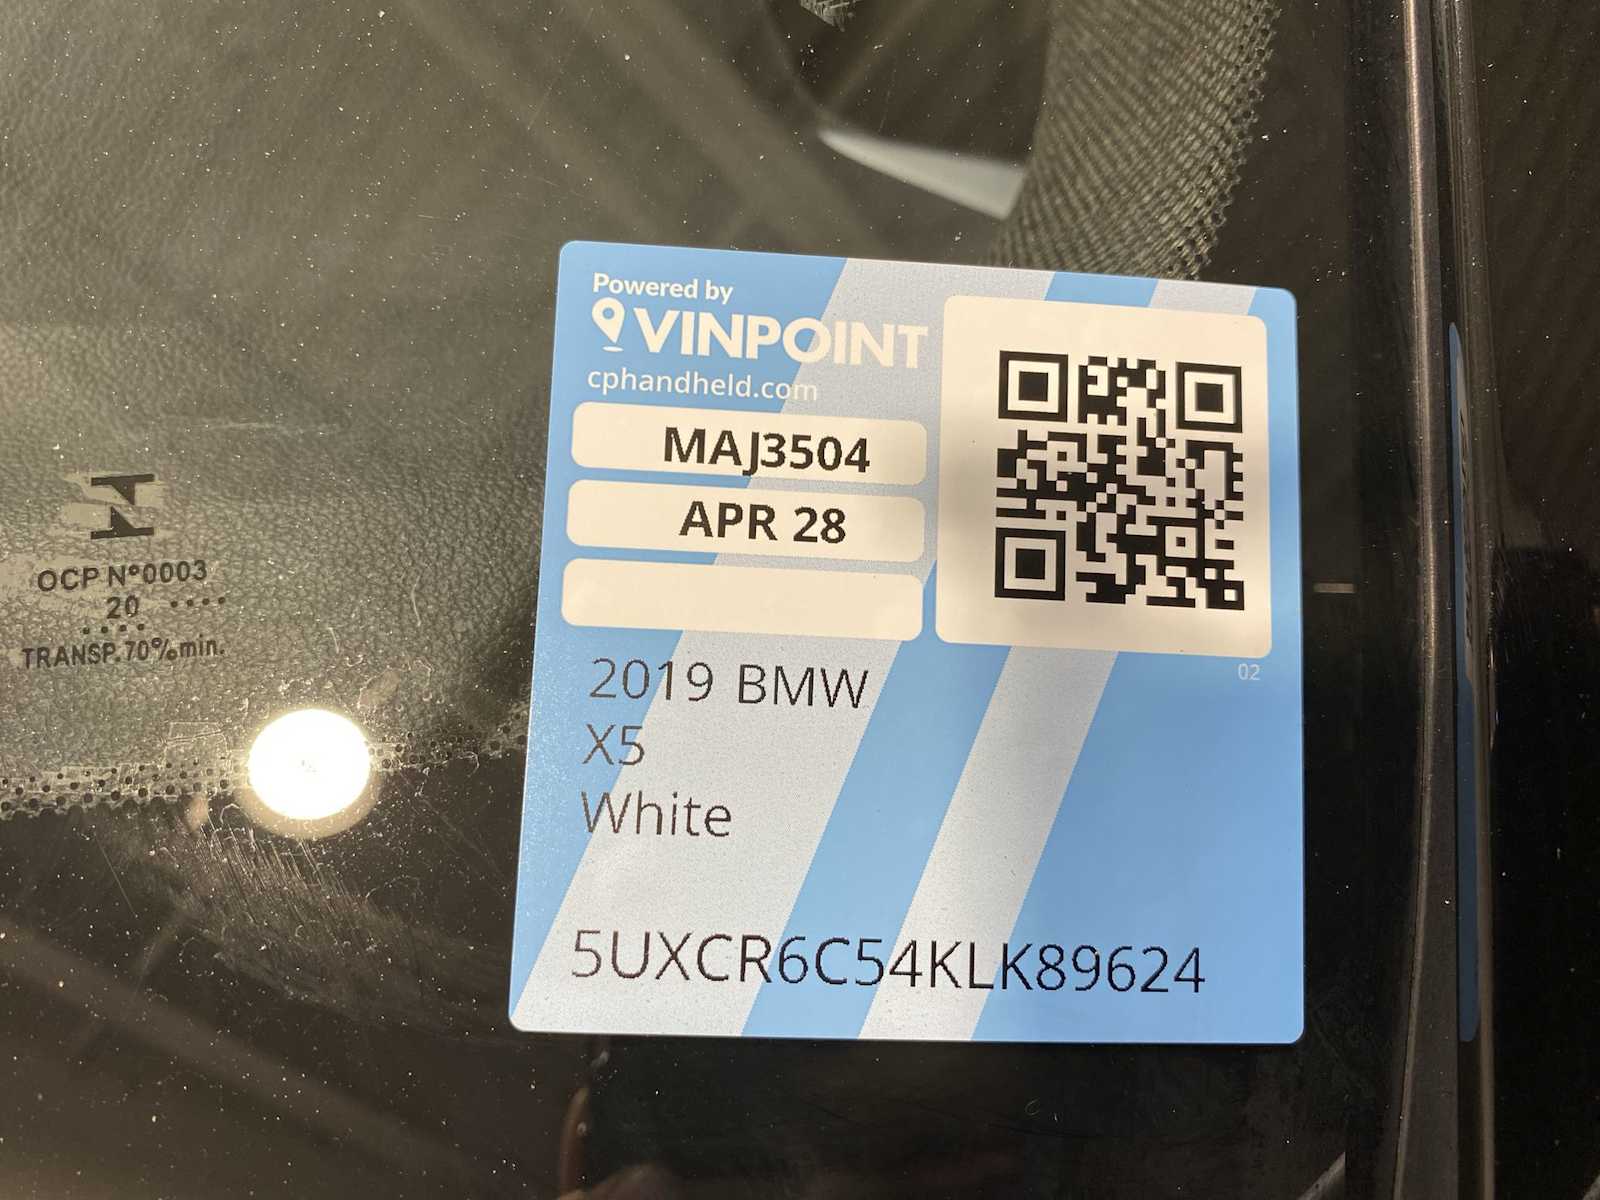 Powered by
VINPOINT
cphandheld.com
MAJ3504
APR 28
02
2019 BMW
X5
White
5UXCR6C54KLK89624
OCP Nº0003
20
TRANSP. 70% min.